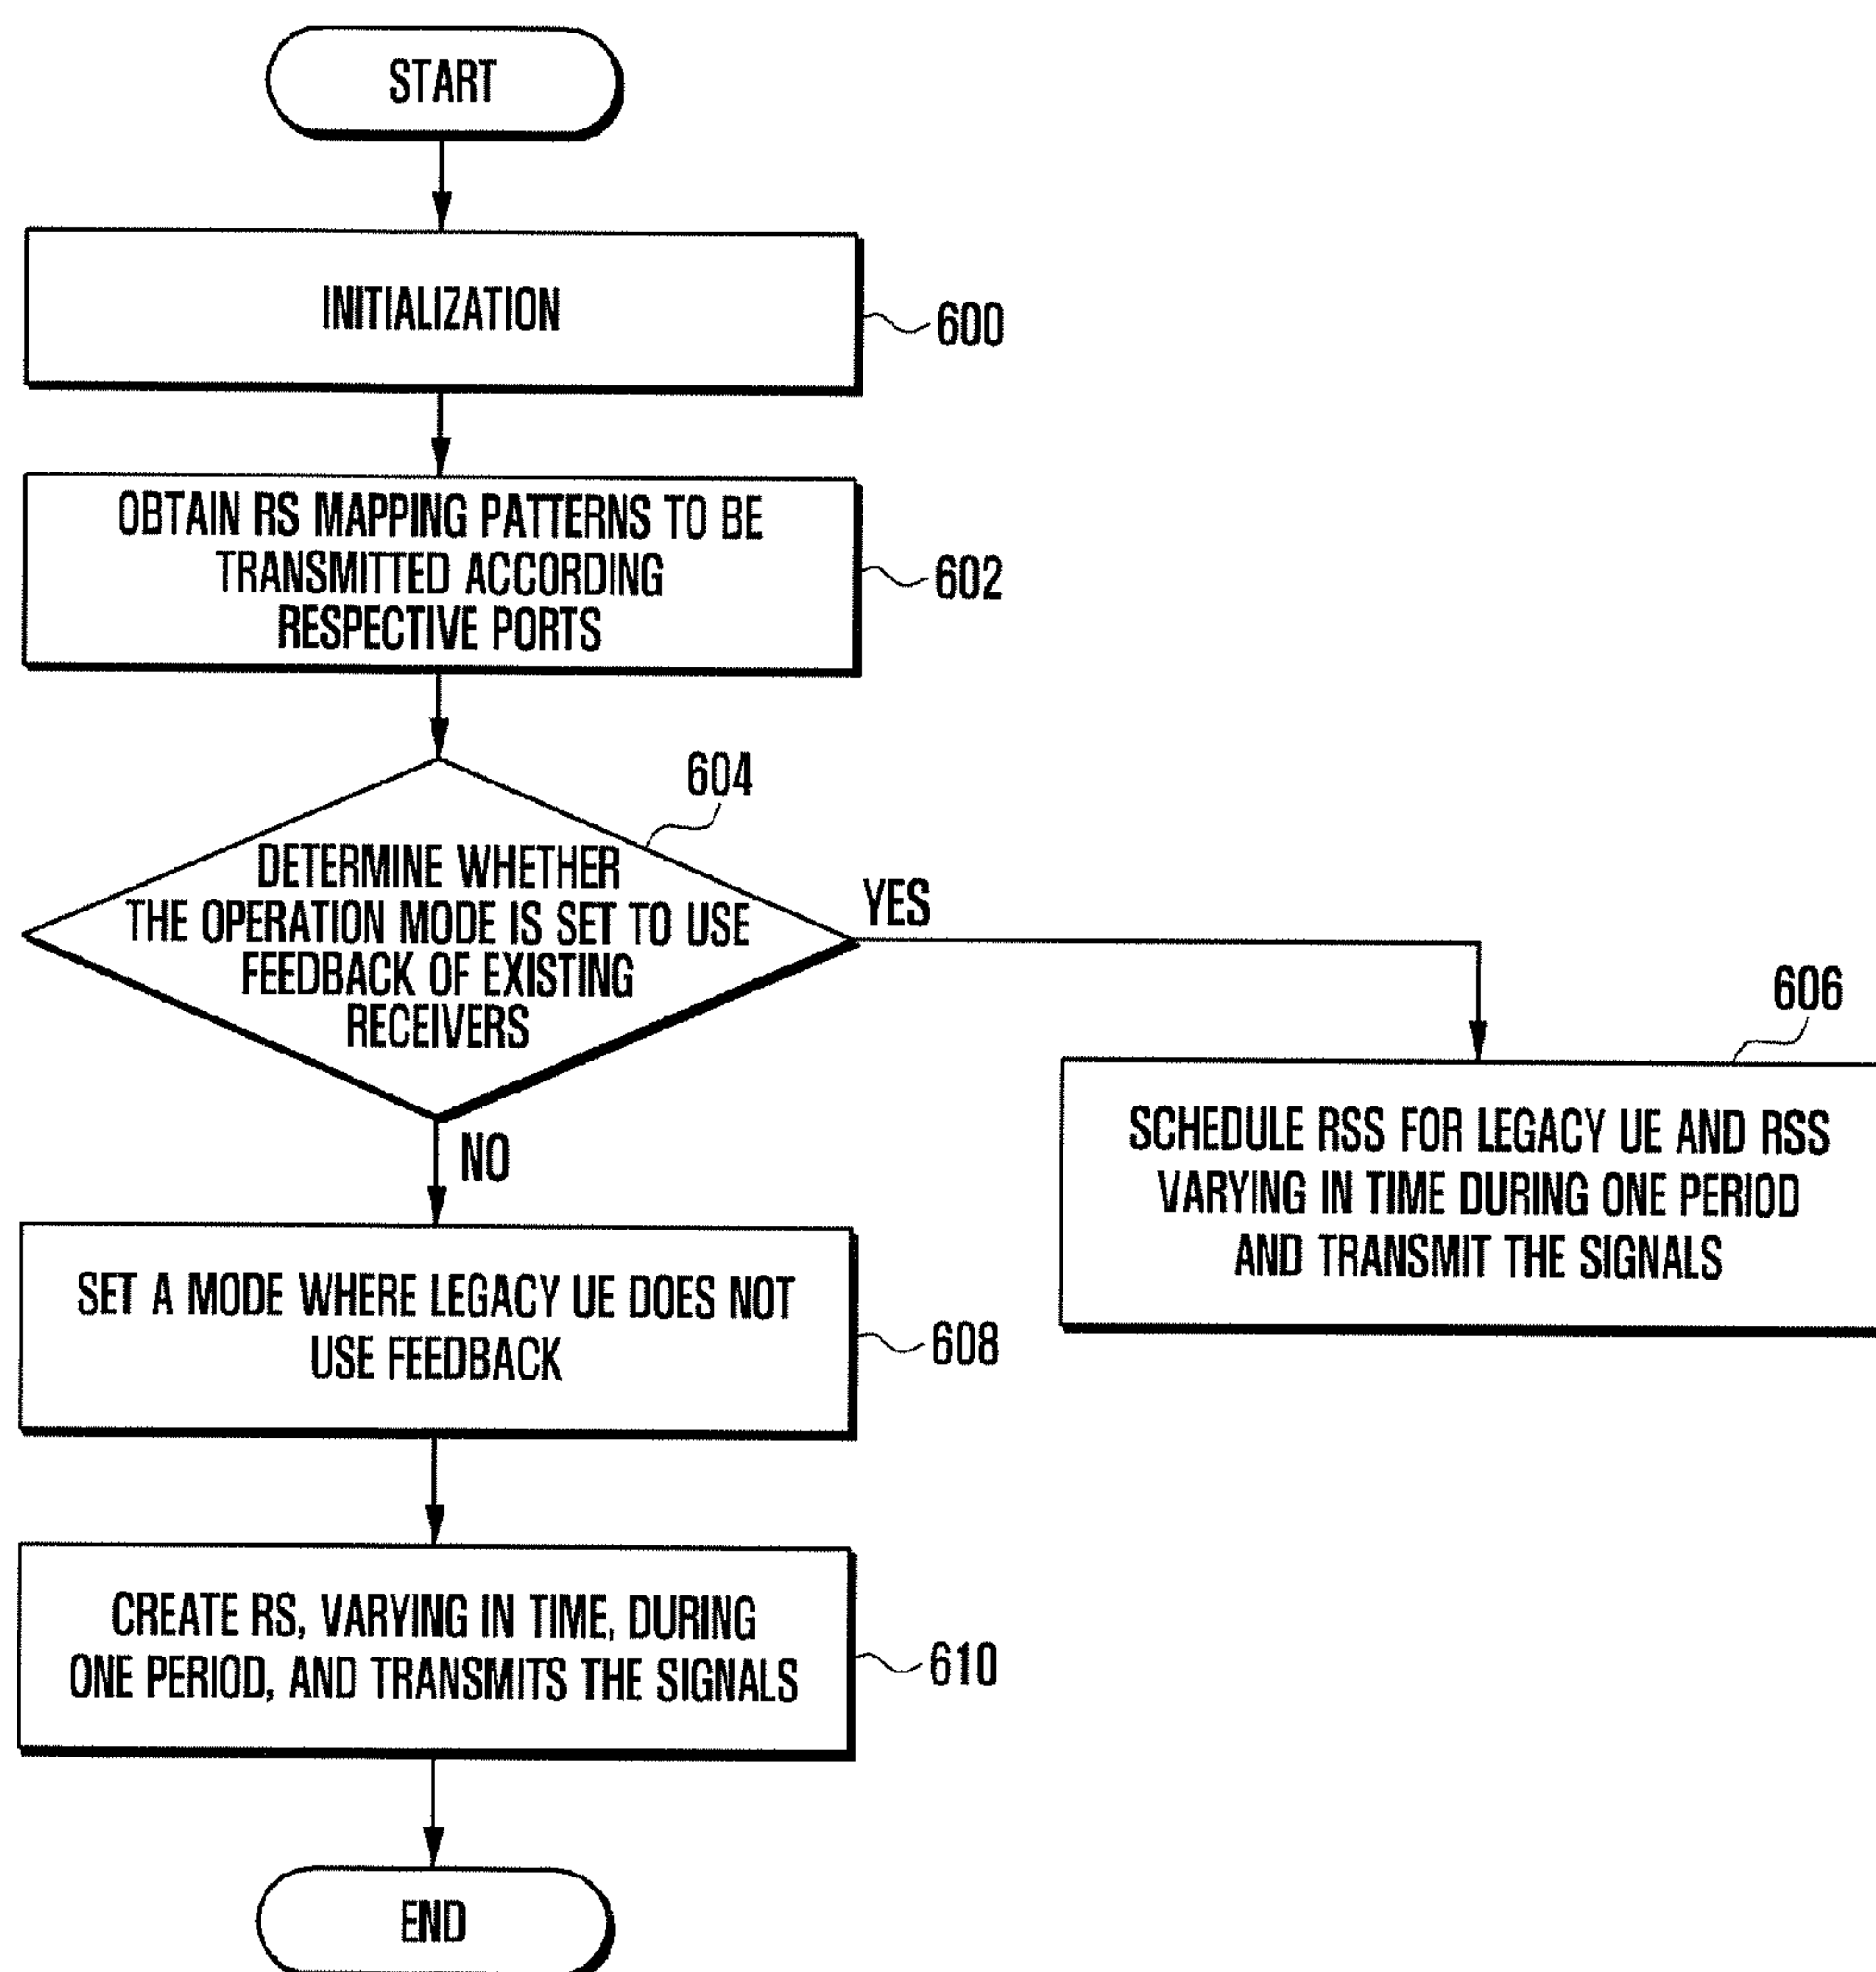 START
INITIALIZATION
600
OBTAIN RS MAPPING PATTERNS TO BE
TRANSMITTED ACCORDING
RESPECTIVE PORTS
602
604
DETERMINE WHETHER
THE OPERATION MODE IS SET TO USE
FEEDBACK OF EXISTING
RECEIVERS
YES
NO
606
SCHEDULE RSS FOR LEGACY UE AND RSS
VARYING IN TIME DURING ONE PERIOD
AND TRANSMIT THE SIGNALS
SET A MODE WHERE LEGACY UE DOES NOT
USE FEEDBACK
608
CREATE RS, VARYING IN TIME, DURING
ONE PERIOD, AND TRANSMITS THE SIGNALS
610
END